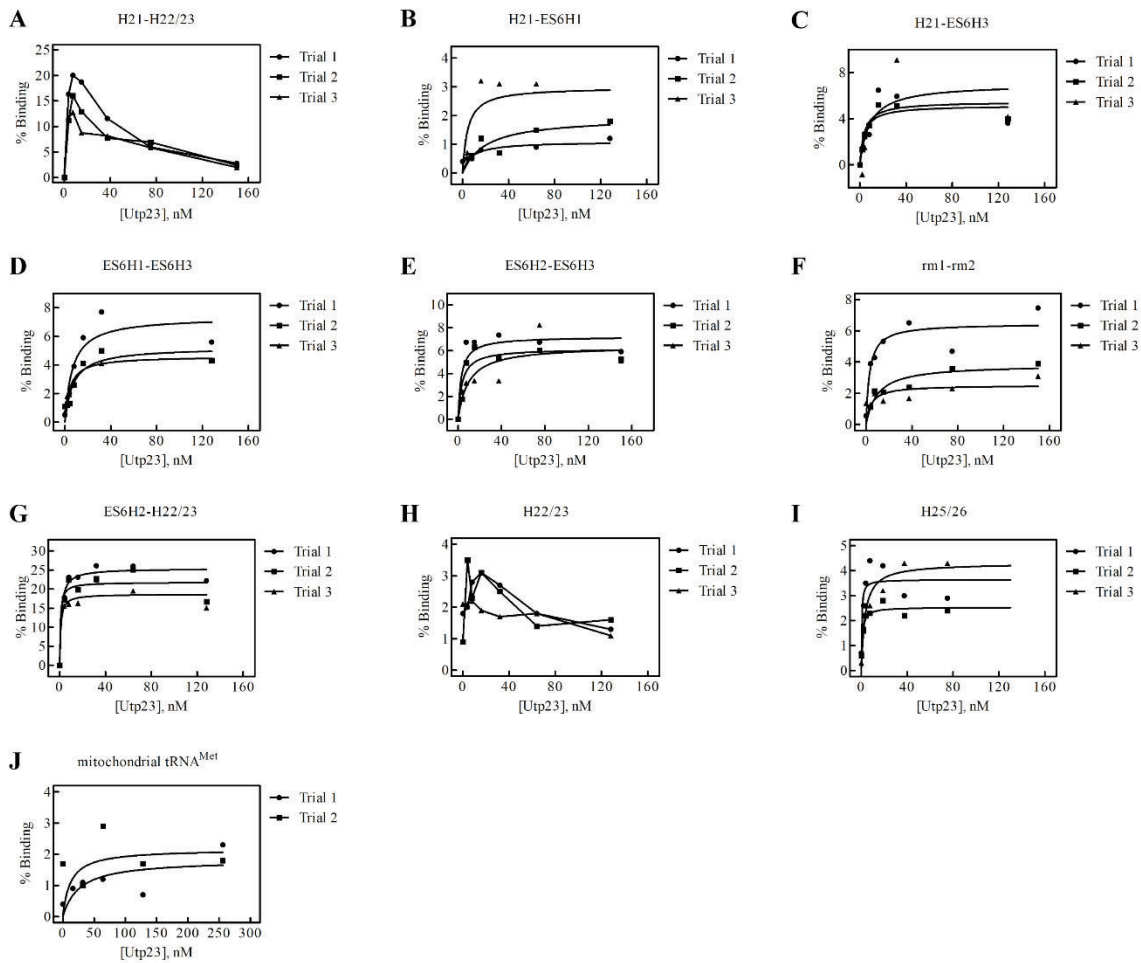 A H21-H22/23
% Binding
25
20
15
10
5
0
0 40 80 120 160
[Utp23], nM
Trial 1
Trial 2
Trial 3
B H21-ES6H1
% Binding
4
3
2
1
0
0 40 80 120 160
[Utp23], nM
Trial 1
Trial 2
Trial 3
C H21-ES6H3
% Binding
8
4
0
0 40 80 120 160
[Utp23], nM
Trial 1
Trial 2
Trial 3
D ES6H1-ES6H3
% Binding
8
6
4
2
0
0 40 80 120 160
[Utp23], nM
Trial 1
Trial 2
Trial 3
E ES6H2-ES6H3
% Binding
10
8
6
4
2
0
0 40 80 120 160
[Utp23], nM
Trial 1
Trial 2
Trial 3
F rm1-rm2
% Binding
8
6
4
2
0
0 40 80 120 160
[Utp23], nM
Trial 1
Trial 2
Trial 3
G ES6H2-H22/23
% Binding
30
25
20
15
10
5
0
0 40 80 120 160
[Utp23], nM
Trial 1
Trial 2
Trial 3
H H22/23
% Binding
4
3
2
1
0
0 40 80 120 160
[Utp23], nM
Trial 1
Trial 2
Trial 3
I H25/26
% Binding
5
4
3
2
1
0
0 40 80 120 160
[Utp23], nM
Trial 1
Trial 2
Trial 3
J mitochondrial tRNA^Met
% Binding
4
3
2
1
0
0 50 100 150 200 250 300
[Utp23], nM
Trial 1
Trial 2